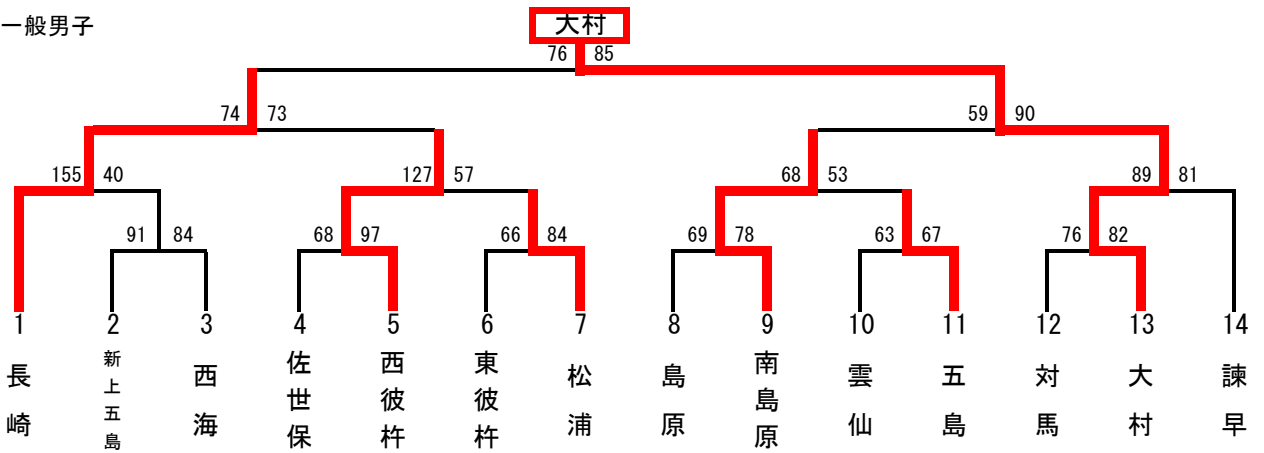 一般男子
大村
76 85
74 73
59 90
155 40
127 57
68 53
89 81
91 84
68 97
66 84
69 78
63 67
76 82
1 2 3 4 5 6 7 8 9 10 11 12 13 14
長崎
新上五島
西海
佐世保
西彼杵
東彼杵
松浦
島原
南島原
雲仙
五島
対馬
大村
諫早